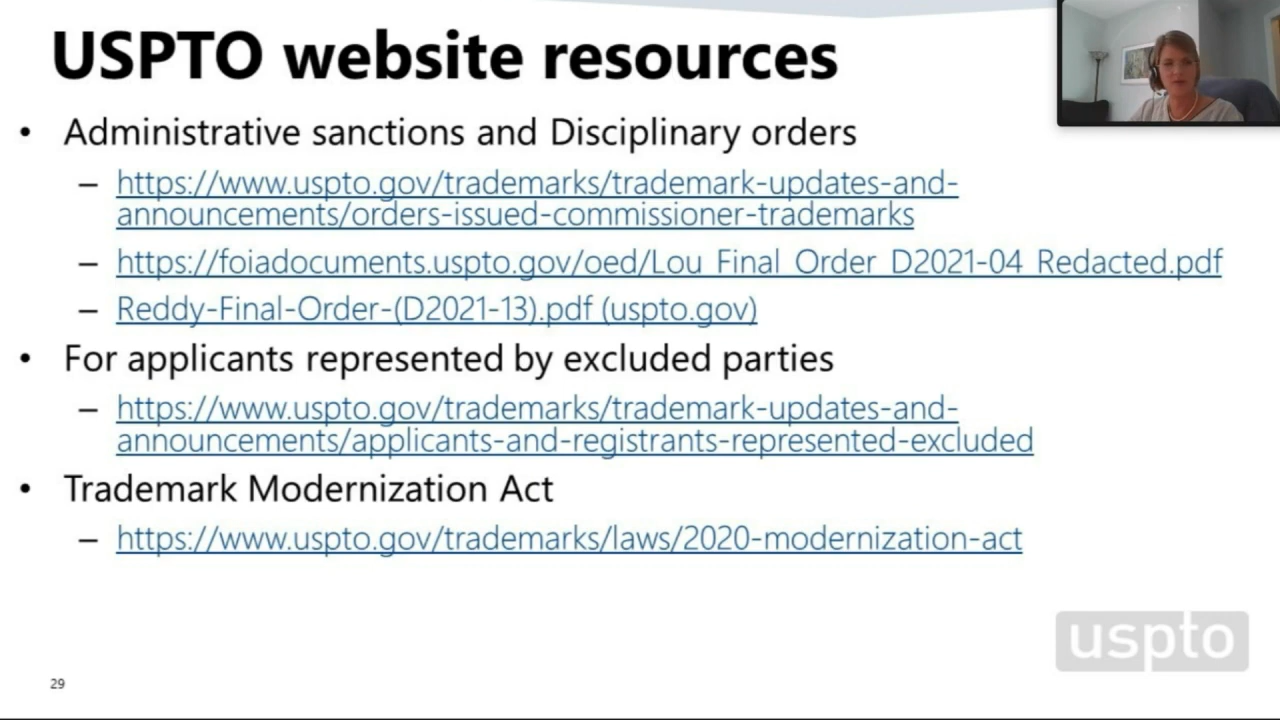 USPTO website resources
• Administrative sanctions and Disciplinary orders
– https://www.uspto.gov/trademarks/trademark-updates-and-
announcements/orders-issued-commissioner-trademarks
– https://foiadocuments.uspto.gov/oed/Lou_Final_Order_D2021-04_Redacted.pdf
– Reddy-Final-Order-(D2021-13).pdf (uspto.gov)
• For applicants represented by excluded parties
– https://www.uspto.gov/trademarks/trademark-updates-and-
announcements/applicants-and-registrants-represented-excluded
• Trademark Modernization Act
– https://www.uspto.gov/trademarks/laws/2020-modernization-act
uspto
29